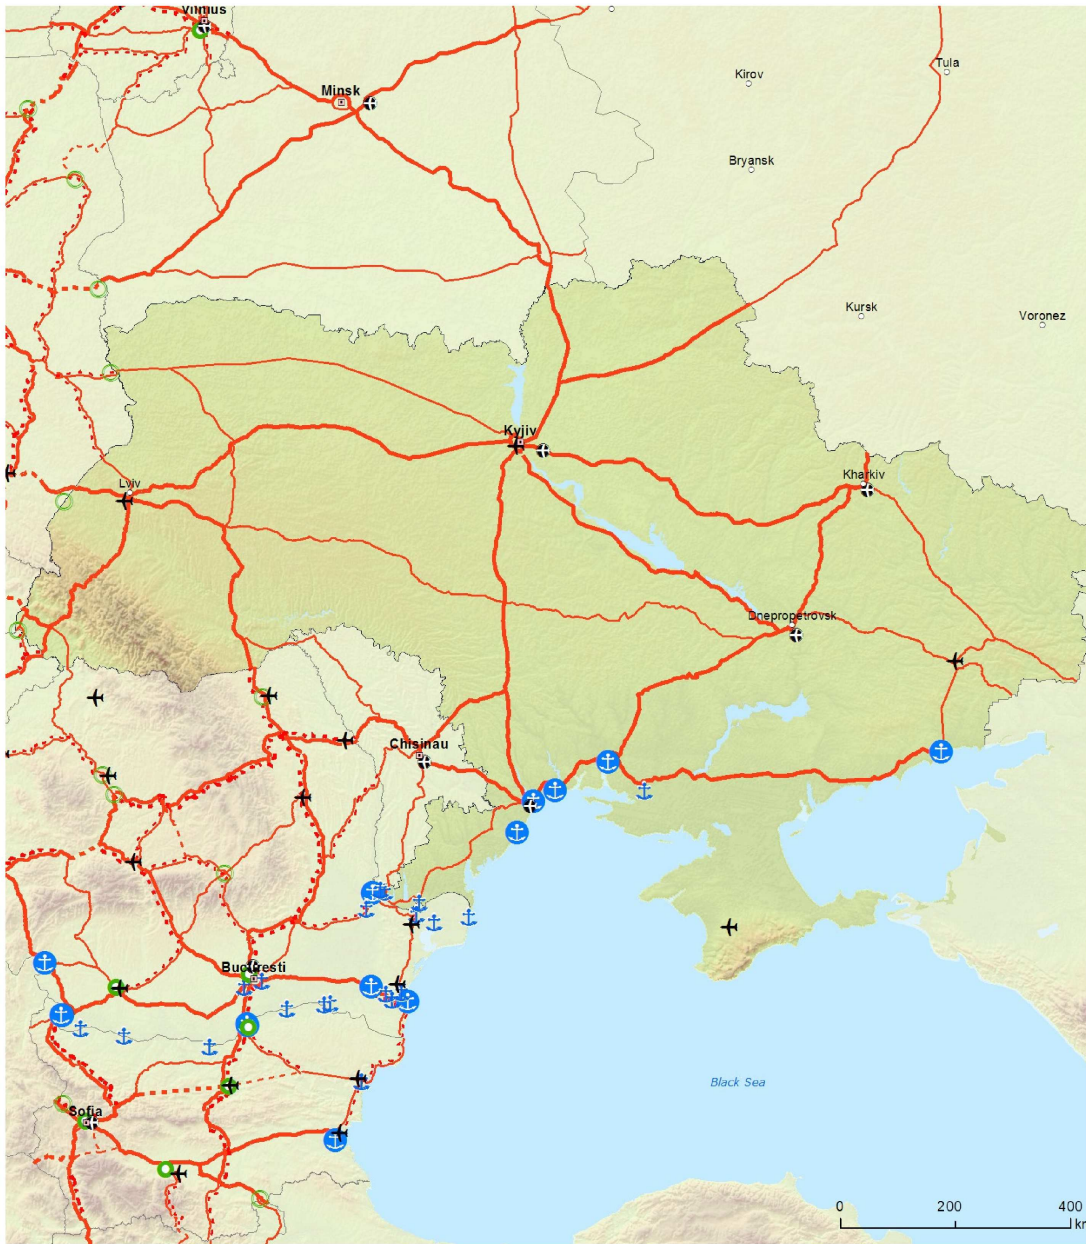 Vilnius
Tula
Kirov
Minsk
Bryansk
Kursk
Voronez
Kyjiv
Kharkiv
Lviv
Dnepropetrovsk
Chisinau
Bucuresti
Black Sea
Sofia
0 200 400
km